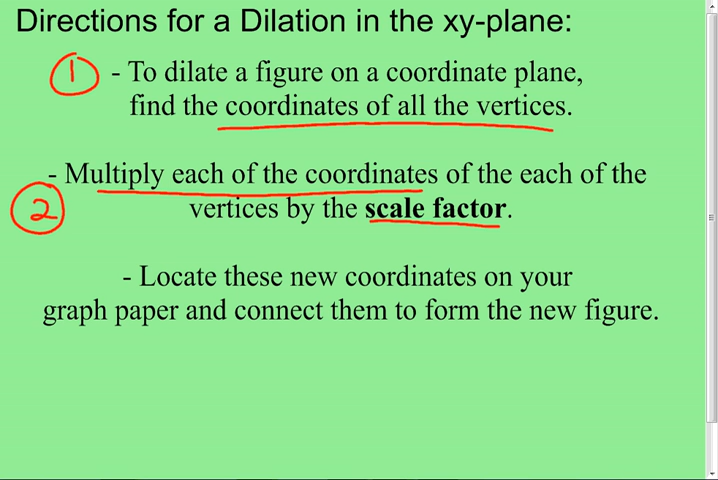 Directions for a Dilation in the xy-plane:
1 - To dilate a figure on a coordinate plane,
find the coordinates of all the vertices.
- Multiply each of the coordinates of the each of the
2 vertices by the scale factor.
- Locate these new coordinates on your
graph paper and connect them to form the new figure.